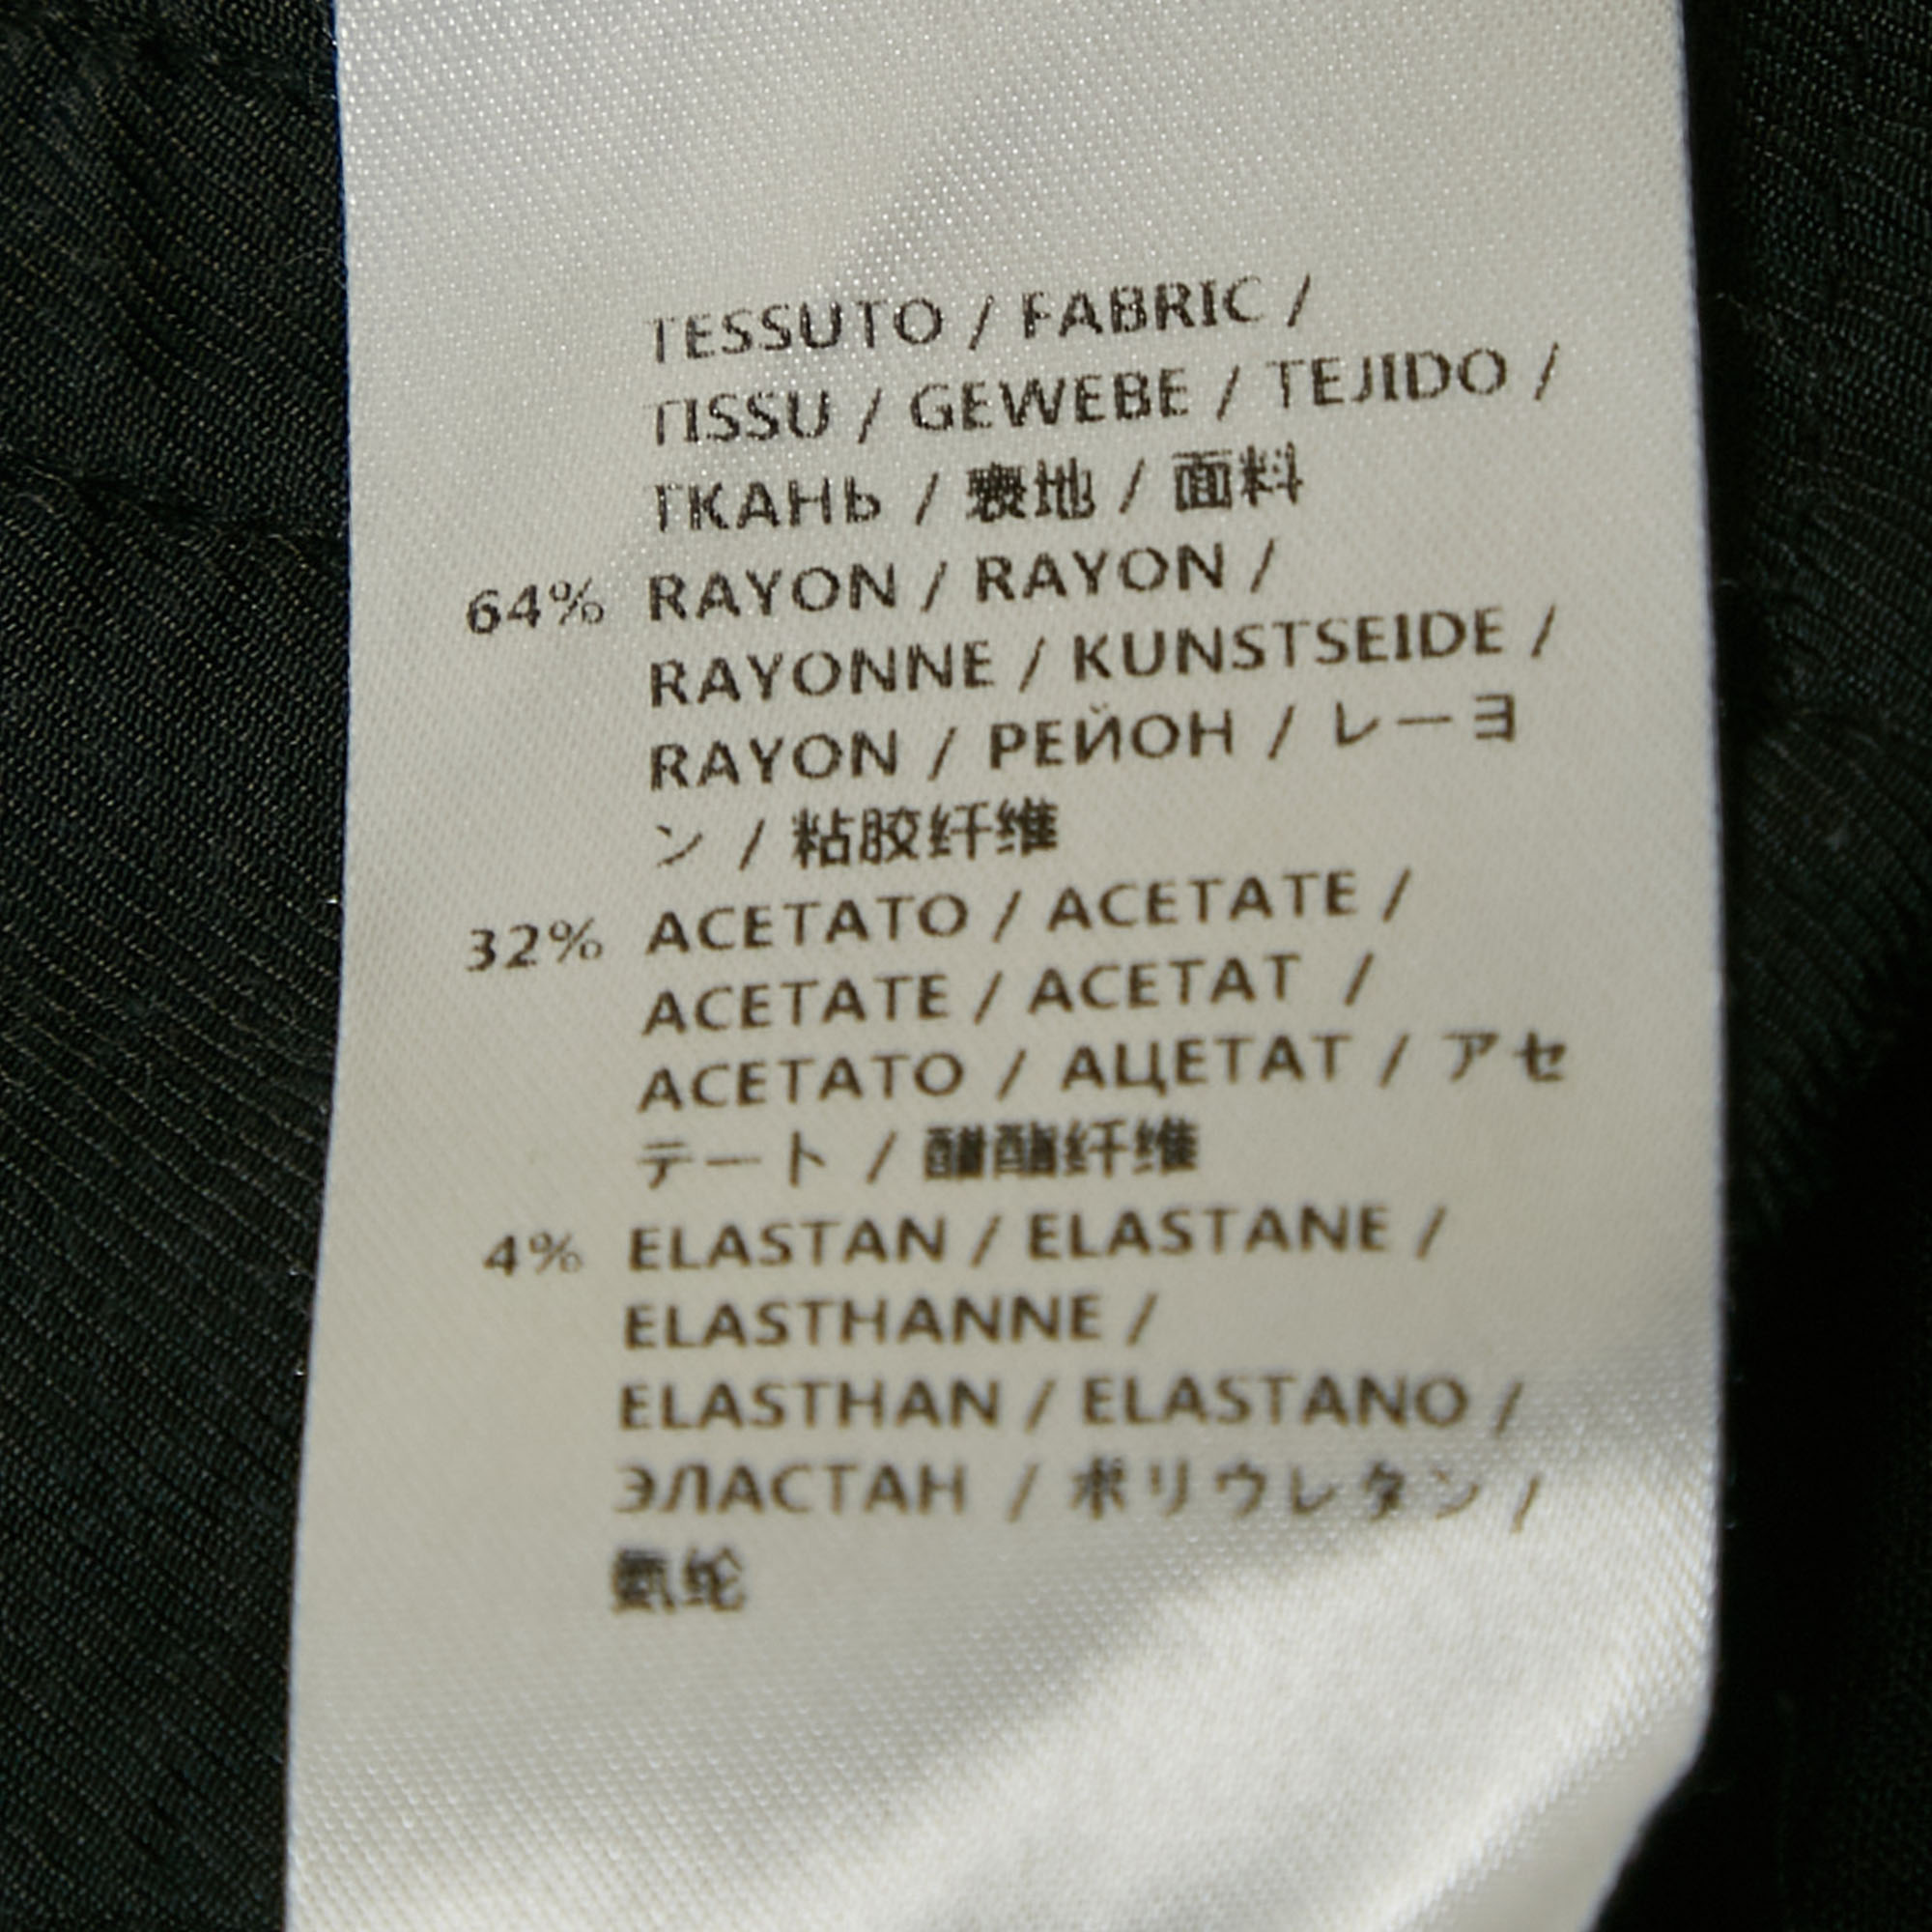 TESSUTO / FABRIC /
TISSU / GEWEBE / TEJIDO /
ТКАНЬ / 表地 / 面料
64% RAYON / RAYON /
RAYONNE / KUNSTSEIDE /
RAYON / РЕЙОН / レーヨ
ン / 粘胶纤维
32% ACETATO / ACETATE /
ACETATE / ACETAT /
ACETATO / АЦЕТАТ / アセ
テート / 醋酯纤维
4% ELASTAN / ELASTANE /
ELASTHANNE /
ELASTHAN / ELASTANO /
ЭЛАСТАН / ポリウレタン /
氨纶